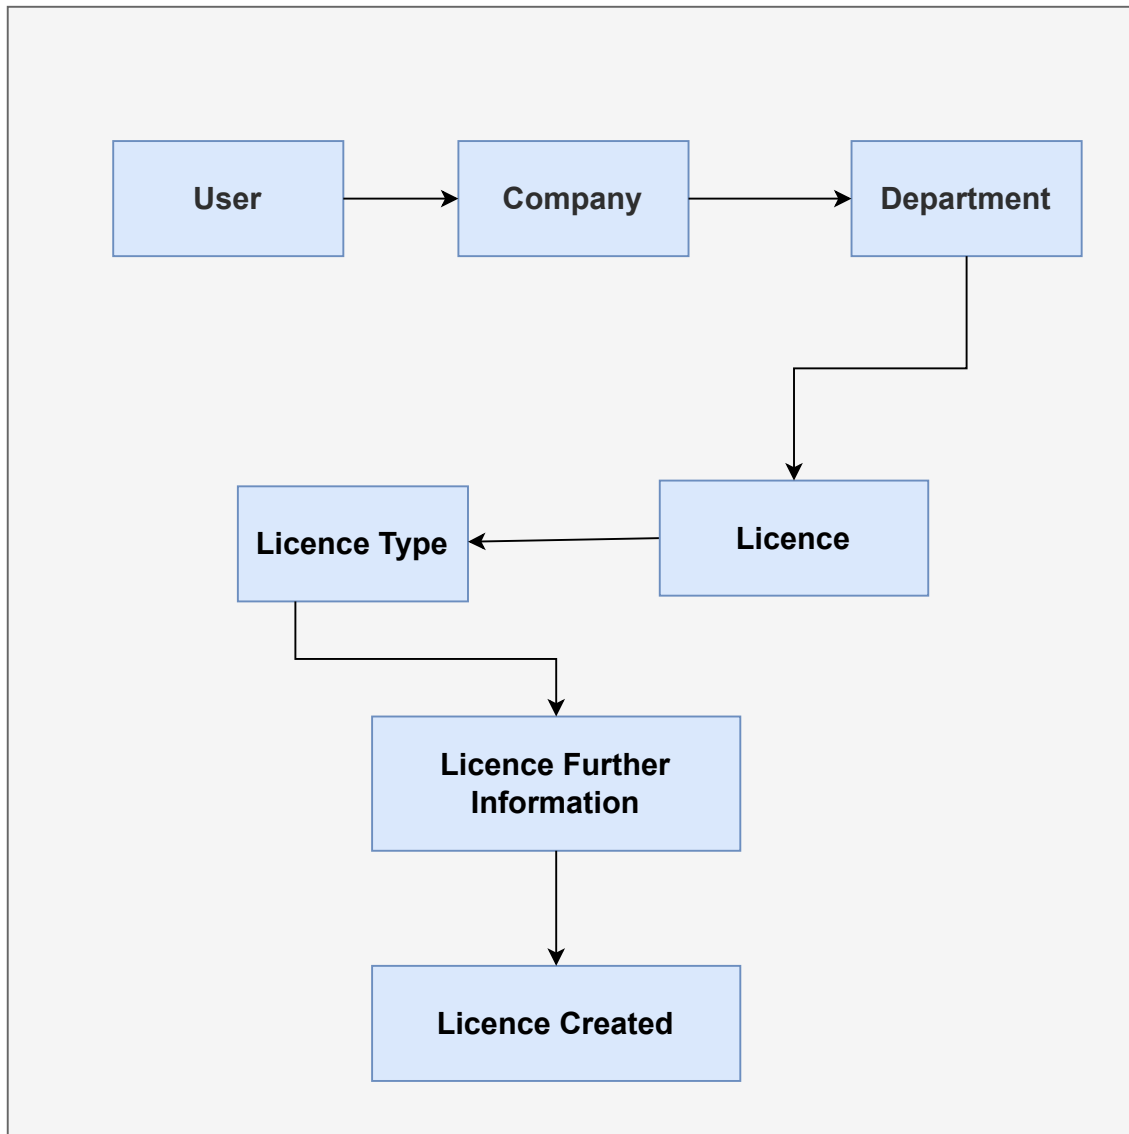 User
Company
Department
Licence Type
Licence
Licence Further
Information
Licence Created